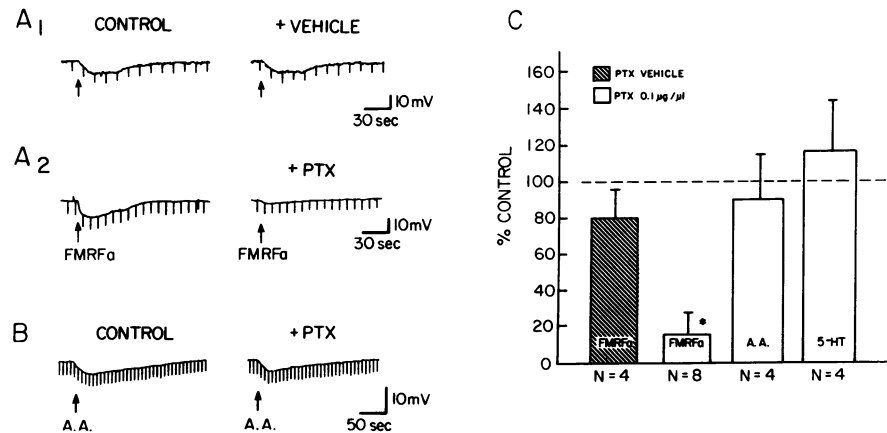 A1
CONTROL
+ VEHICLE
10mV
30 sec
A2
+ PTX
10mV
30 sec
FMRFa
FMRFa
B
CONTROL
+ PTX
10mV
50 sec
A.A.
A.A.
C
% CONTROL
160
140
120
100
80
60
40
20
0
PTX VEHICLE
PTX 0.1 µg/µl
*
FMRFa
FMRFa
A.A.
5-HT
N = 4
N = 8
N = 4
N = 4